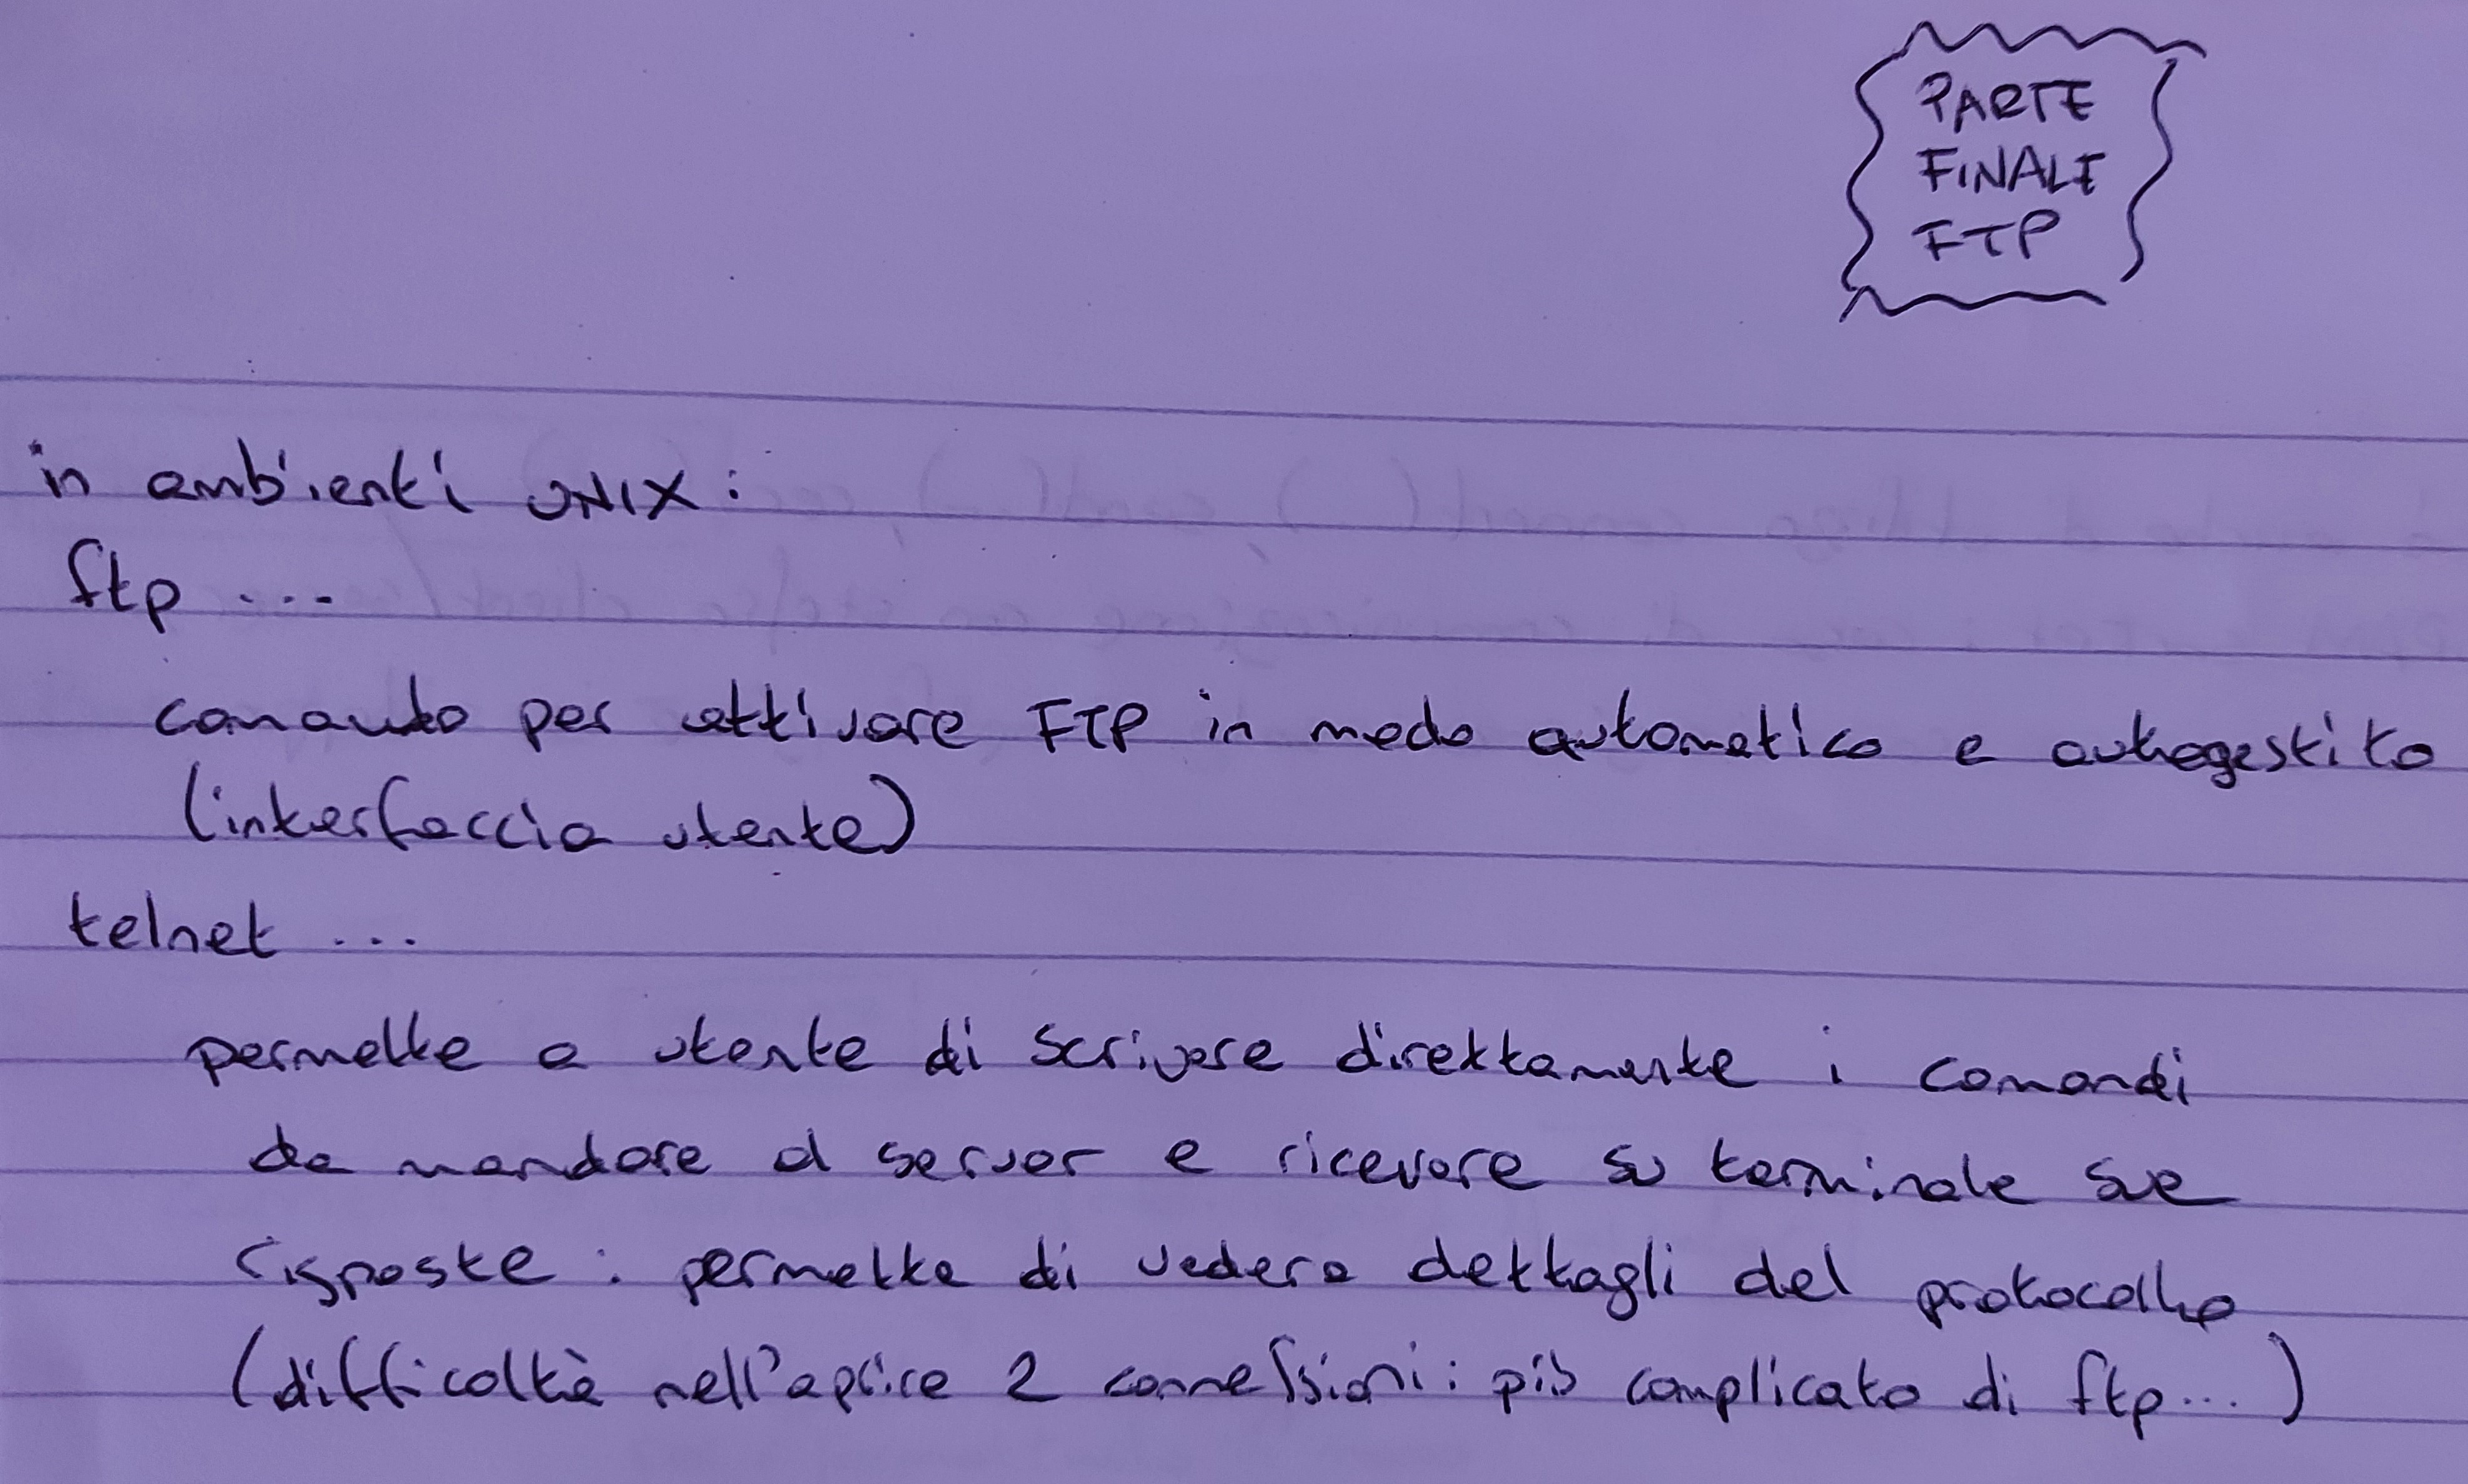 PARTE
FINALE
FTP
in ambienti UNIX:
ftp ...
comando per attivare FTP in modo automatico e autogestito
(interfaccia utente)
telnet ...
permette a utente di scrivere direttamente i comandi
da mandare al server e ricevere su terminale sue
risposte : permette di vedere dettagli del protocollo
(difficoltà nell'aprire 2 connessioni: più complicato di ftp...)